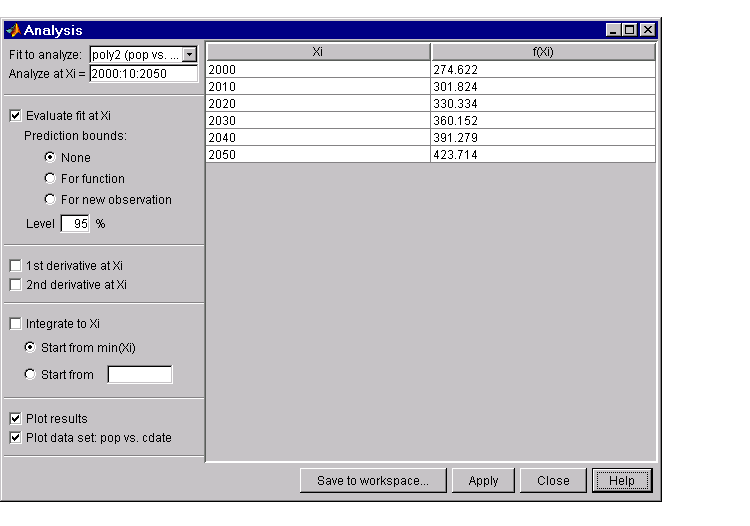 Analysis
Fit to analyze: poly2 (pop vs. ...
Analyze at Xi = 2000:10:2050
Evaluate fit at Xi
Prediction bounds:
None
For function
For new observation
Level 95 %
1st derivative at Xi
2nd derivative at Xi
Integrate to Xi
Start from min(Xi)
Start from
Plot results
Plot data set: pop vs. cdate
Xi f(Xi)
2000 274.622
2010 301.824
2020 330.334
2030 360.152
2040 391.279
2050 423.714
Save to workspace... Apply Close Help